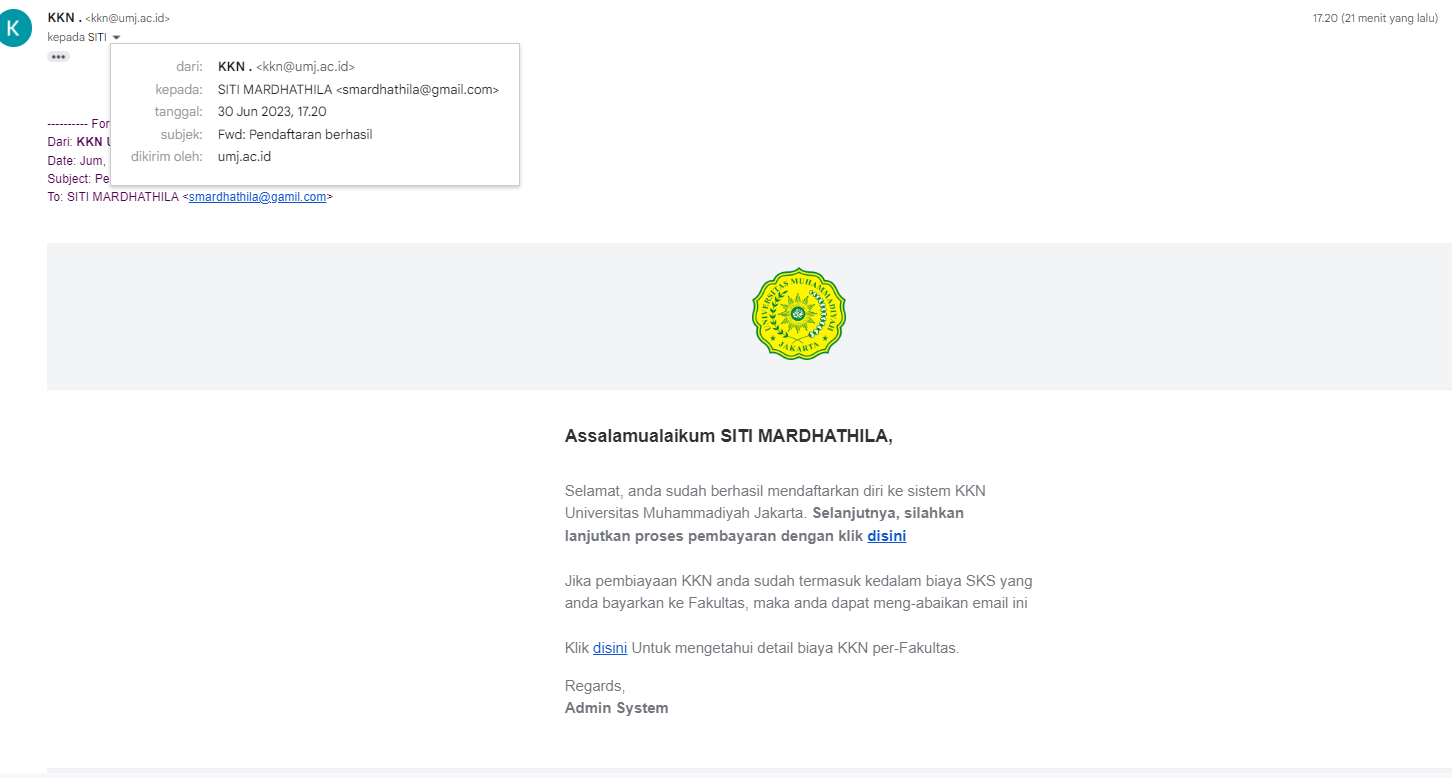 K
KKN . <kkn@umj.ac.id>
17.20 (21 menit yang lalu)
kepada SITI
dari: KKN . <kkn@umj.ac.id>
kepada: SITI MARDHATHILA <smardhathila@gmail.com>
tanggal: 30 Jun 2023, 17.20
subjek: Fwd: Pendaftaran berhasil
dikirim oleh: umj.ac.id
---------- For
Dari: KKN U
Date: Jum,
Subject: Pe
To: SITI MARDHATHILA <smardhathila@gamil.com>
UNIVERSITAS MUHAMMADIYAH
JAKARTA
Assalamualaikum SITI MARDHATHILA,
Selamat, anda sudah berhasil mendaftarkan diri ke sistem KKN
Universitas Muhammadiyah Jakarta. Selanjutnya, silahkan
lanjutkan proses pembayaran dengan klik disini
Jika pembiayaan KKN anda sudah termasuk kedalam biaya SKS yang
anda bayarkan ke Fakultas, maka anda dapat meng-abaikan email ini
Klik disini Untuk mengetahui detail biaya KKN per-Fakultas.
Regards,
Admin System